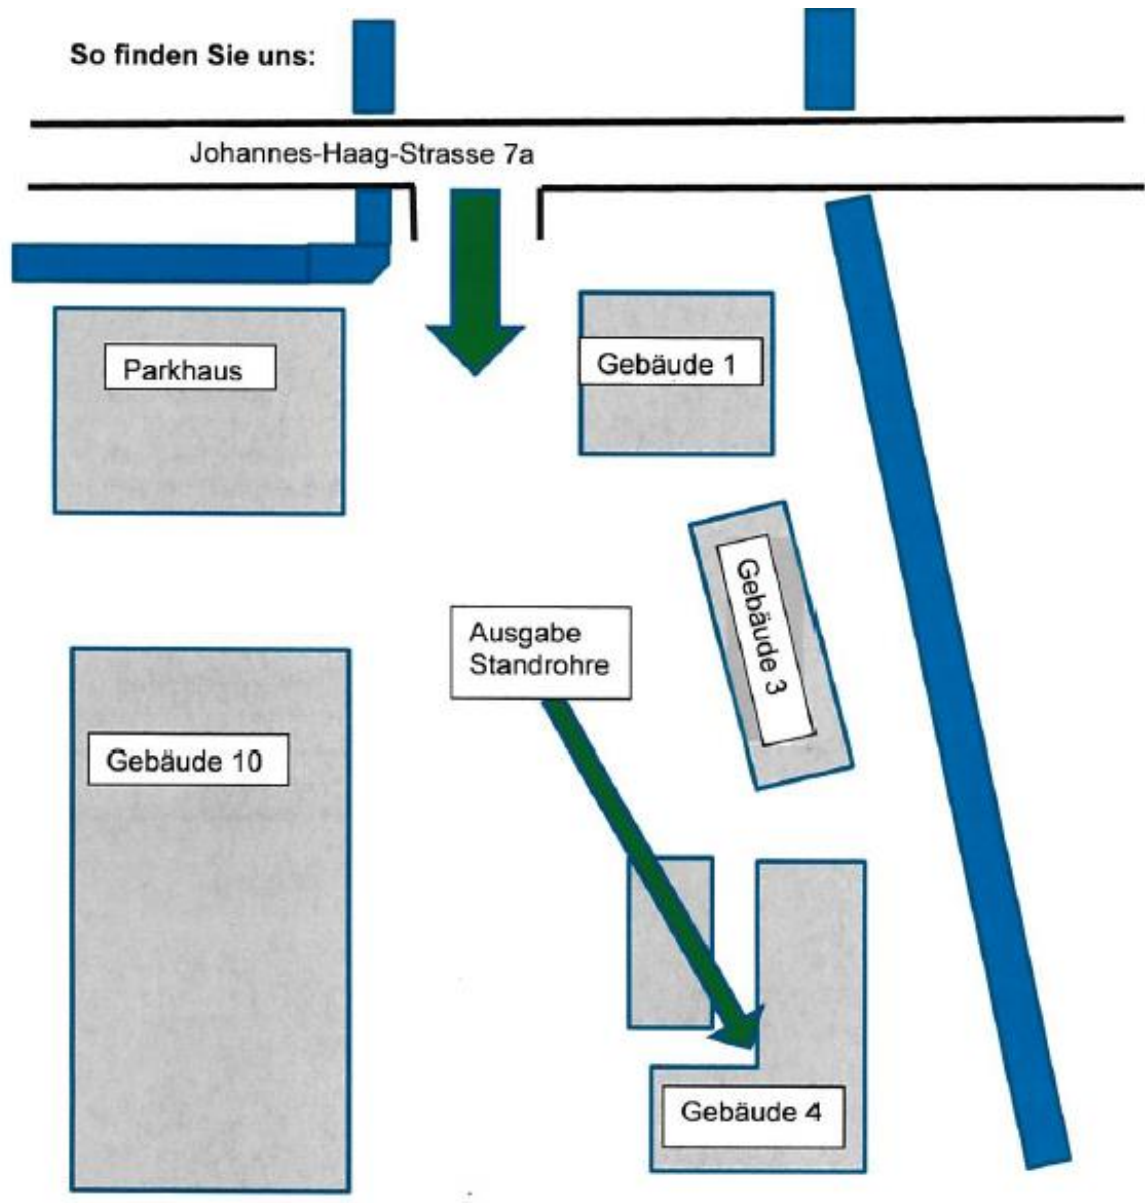 So finden Sie uns:
Johannes-Haag-Strasse 7a
Parkhaus
Gebäude 1
Gebäude 3
Ausgabe
Standrohre
Gebäude 10
Gebäude 4